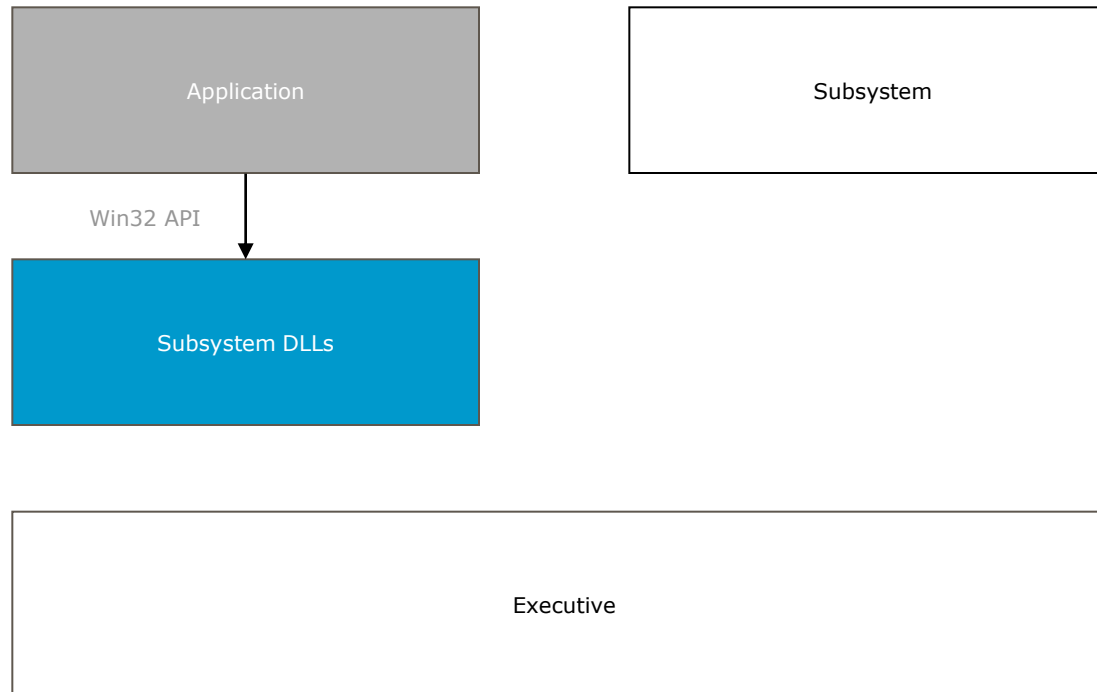 Application
Subsystem
Win32 API
Subsystem DLLs
Executive